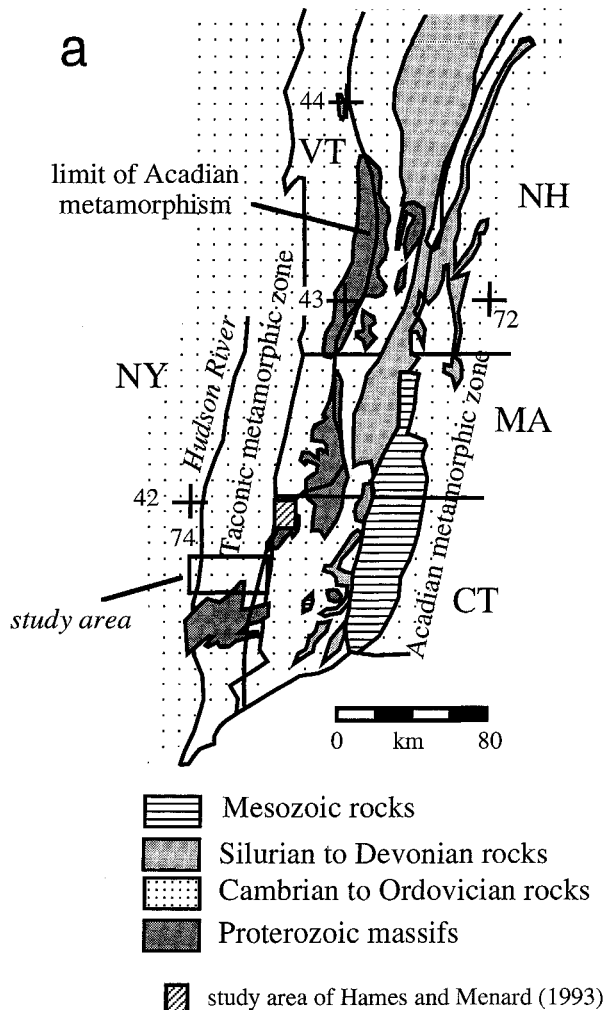 a
44
VT
limit of Acadian
metamorphism
NH
43
72
NY
Hudson River
Taconic metamorphic zone
MA
42
74
Acadian metamorphic zone
study area
CT
0 km 80
Mesozoic rocks
Silurian to Devonian rocks
Cambrian to Ordovician rocks
Proterozoic massifs
study area of Hames and Menard (1993)